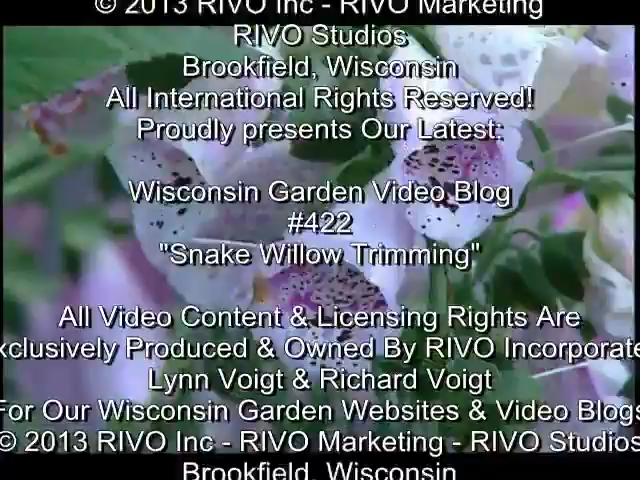 © 2013 RIVO Inc - RIVO Marketing
RIVO Studios
Brookfield, Wisconsin
All International Rights Reserved!
Proudly presents Our Latest:
Wisconsin Garden Video Blog
#422
"Snake Willow Trimming"
All Video Content & Licensing Rights Are
xclusively Produced & Owned By RIVO Incorporate
Lynn Voigt & Richard Voigt
For Our Wisconsin Garden Websites & Video Blogs
© 2013 RIVO Inc - RIVO Marketing - RIVO Studios
Brookfield, Wisconsin